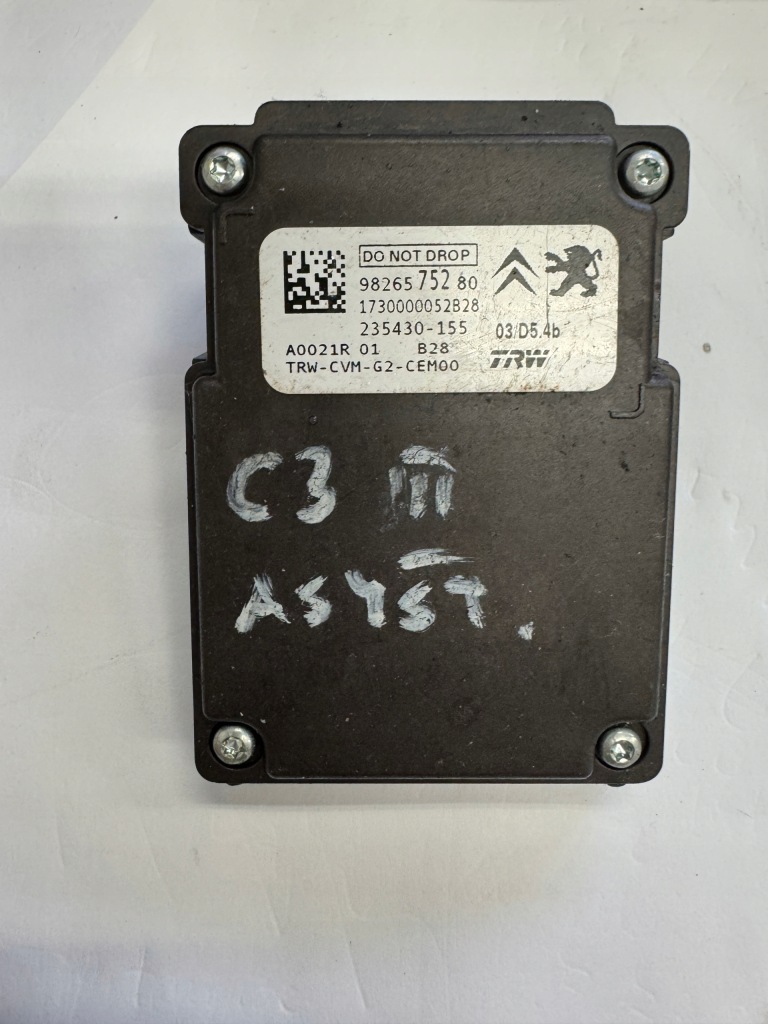 DO NOT DROP
98265 752 80
1730000052B28
235430-155 03/D5.4b
A0021R 01 B28 TRW
TRW-CVM-G2-CEM00
C3 III
ASYST.